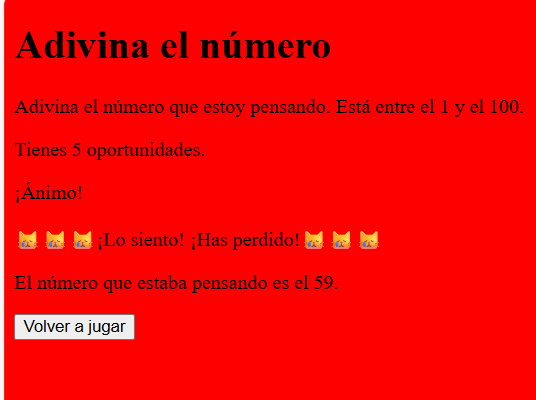 Adivina el número
Adivina el número que estoy pensando. Está entre el 1 y el 100.
Tienes 5 oportunidades.
¡Ánimo!
😿 😿 😿 ¡Lo siento! ¡Has perdido! 😿 😿 😿
El número que estaba pensando es el 59.
Volver a jugar